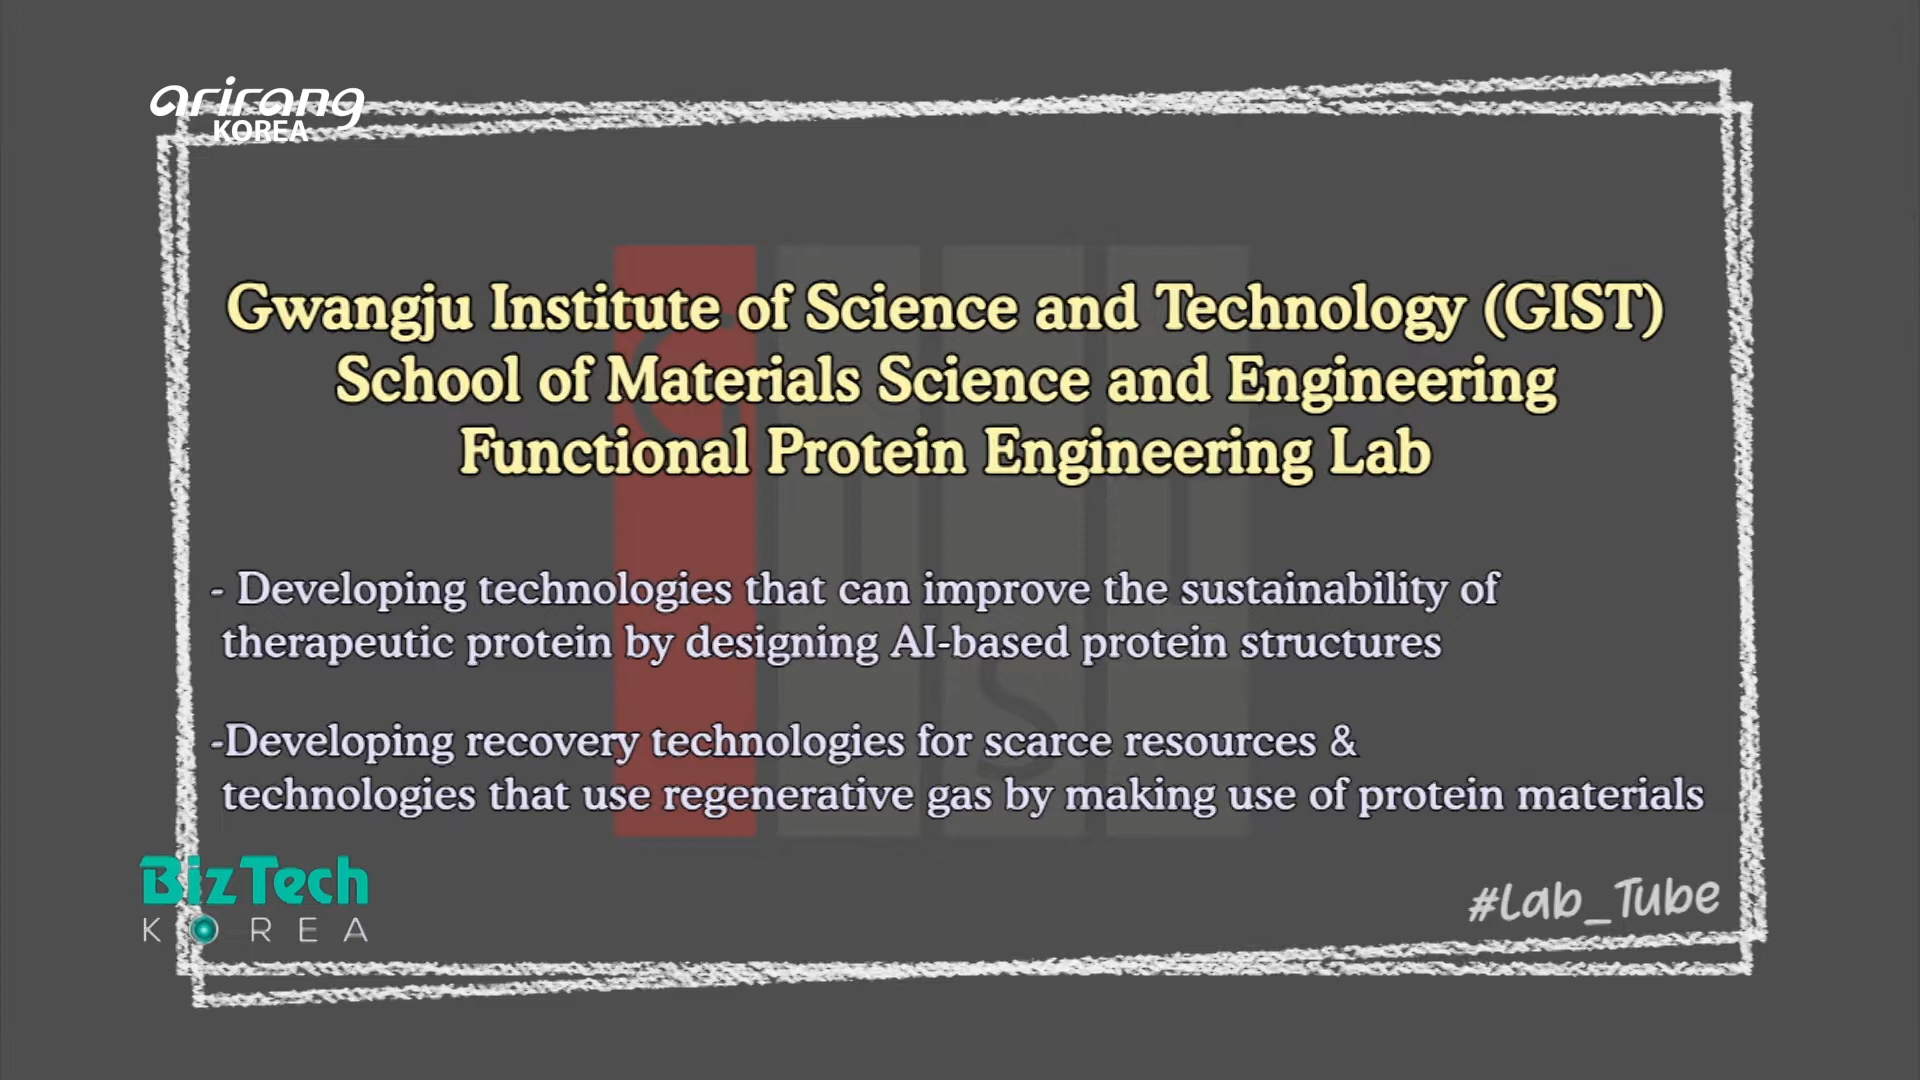 arirang
KOREA
Gwangju Institute of Science and Technology (GIST)
School of Materials Science and Engineering
Functional Protein Engineering Lab
- Developing technologies that can improve the sustainability of
therapeutic protein by designing AI-based protein structures
-Developing recovery technologies for scarce resources &
technologies that use regenerative gas by making use of protein materials
BizTech
KOREA
#Lab_Tube